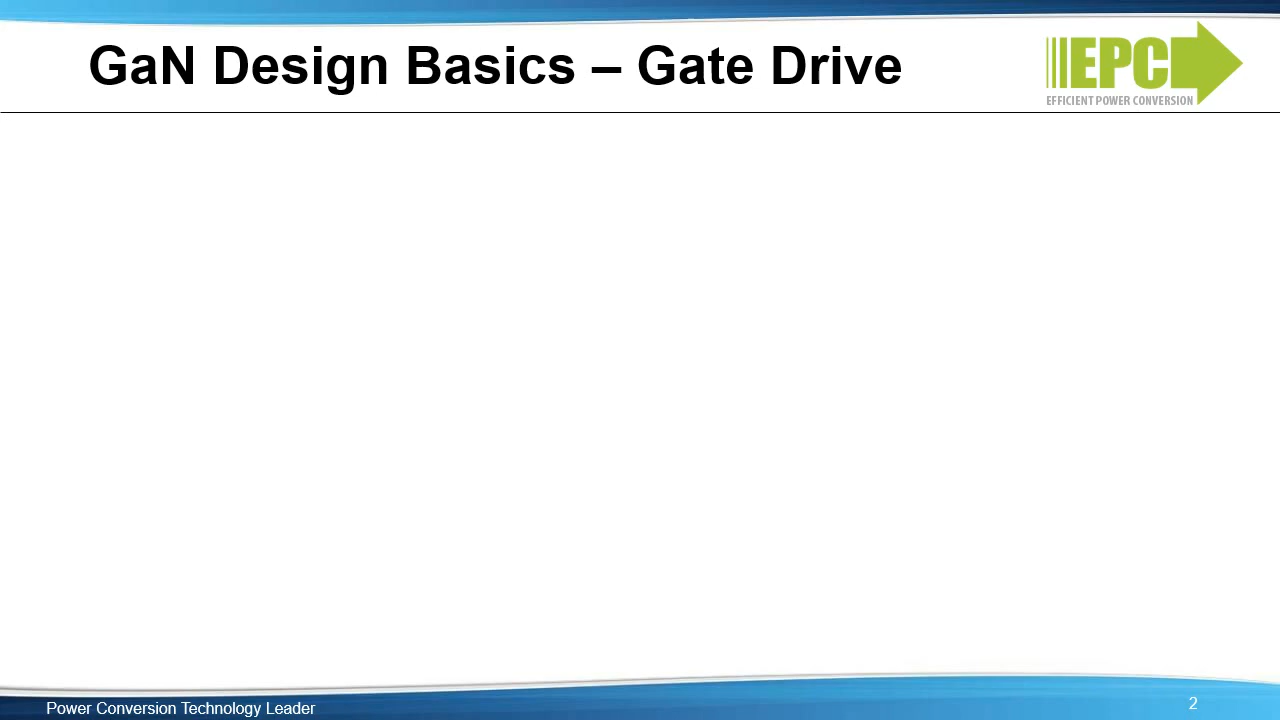 GaN Design Basics – Gate Drive
EPC
EFFICIENT POWER CONVERSION
Power Conversion Technology Leader
2